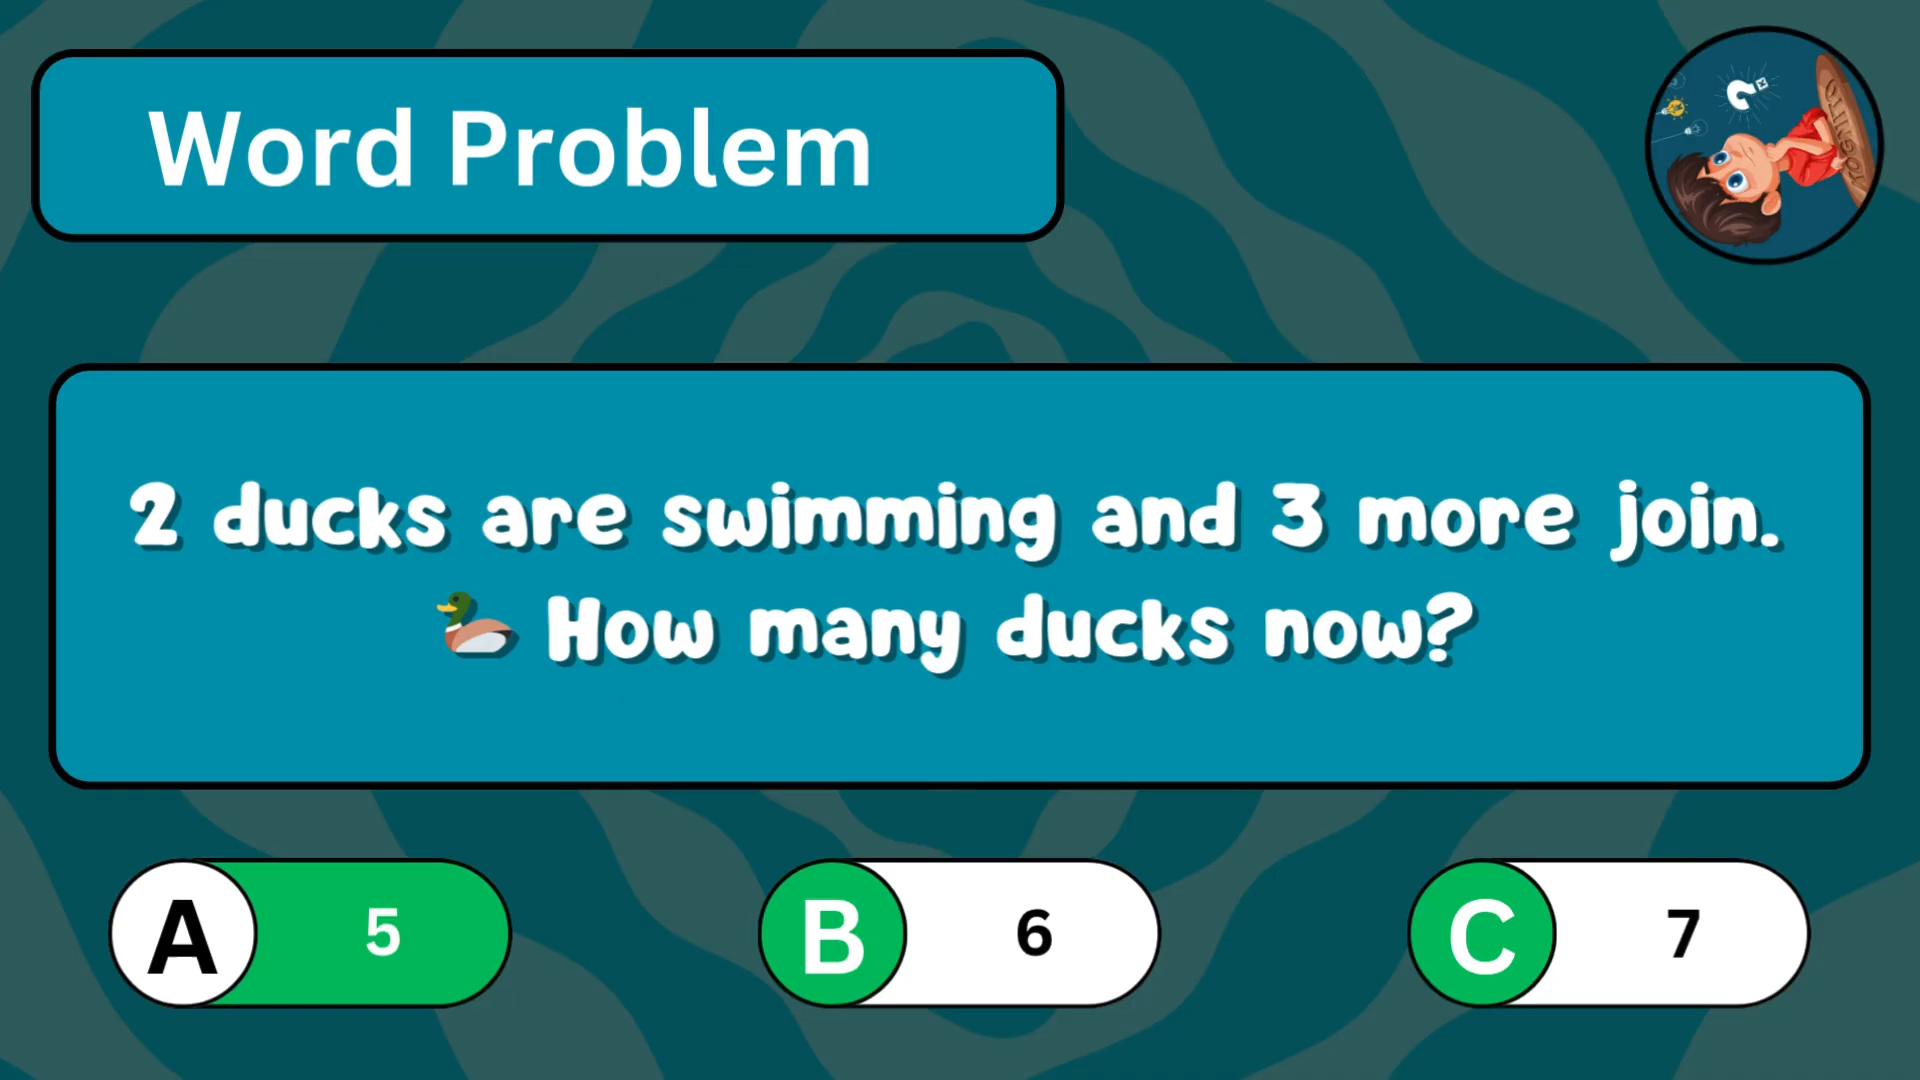 Word Problem
2 ducks are swimming and 3 more join.
🦆 How many ducks now?
A 5
B 6
C 7